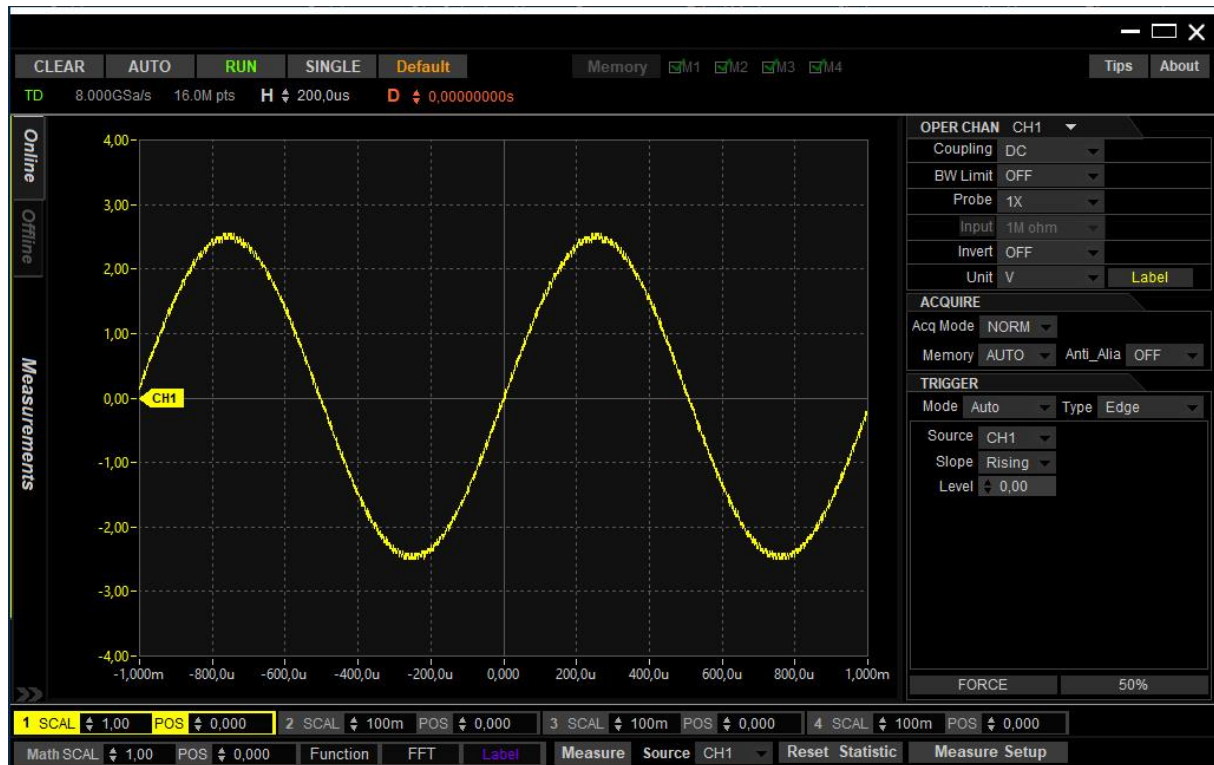 CLEAR AUTO RUN SINGLE Default Memory M1 M2 M3 M4 Tips About
TD 8.000GSa/s 16.0M pts H 200,0us D 0,00000000s
Online
Offline
Measurements
4,00
3,00
2,00
1,00
0,00
-1,00
-2,00
-3,00
-4,00
CH1
-1,000m -800,0u -600,0u -400,0u -200,0u 0,000 200,0u 400,0u 600,0u 800,0u 1,000m
OPER CHAN CH1
Coupling DC
BW Limit OFF
Probe 1X
Input 1M ohm
Invert OFF
Unit V Label
ACQUIRE
Acq Mode NORM
Memory AUTO Anti_Alia OFF
TRIGGER
Mode Auto Type Edge
Source CH1
Slope Rising
Level 0,00
FORCE 50%
1 SCAL 1,00 POS 0,000 2 SCAL 100m POS 0,000 3 SCAL 100m POS 0,000 4 SCAL 100m POS 0,000
Math SCAL 1,00 POS 0,000 Function FFT Label Measure Source CH1 Reset Statistic Measure Setup